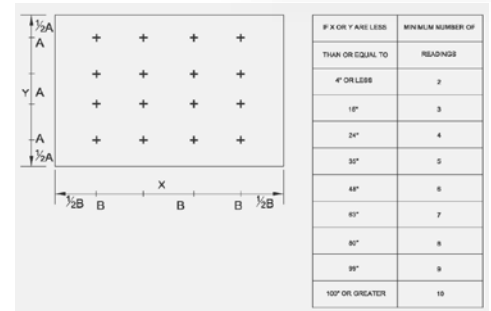 ½A
A
Y A
A
½A
X
½B B B B ½B
IF X OR Y ARE LESS MINIMUM NUMBER OF
THAN OR EQUAL TO READINGS
4" OR LESS 2
16" 3
24" 4
4" 5
48" 6
63" 7
80" 8
99" 9
100" OR GREATER 10